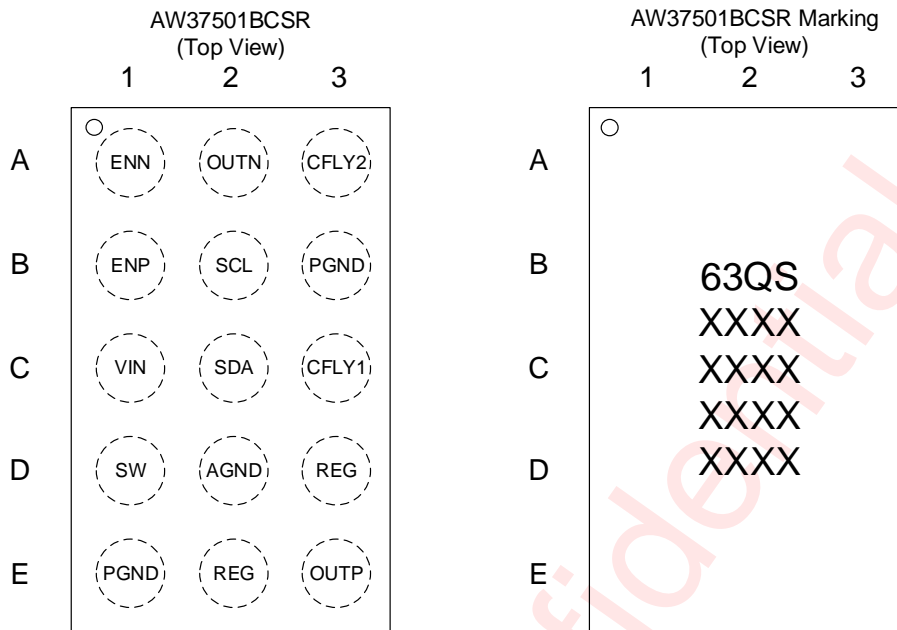 AW37501BCSR
(Top View)
1 2 3
A ENN OUTN CFLY2
B ENP SCL PGND
C VIN SDA CFLY1
D SW AGND REG
E PGND REG OUTP
AW37501BCSR Marking
(Top View)
1 2 3
A
B
C
D
E
63QS
XXXX
XXXX
XXXX
XXXX
fidential